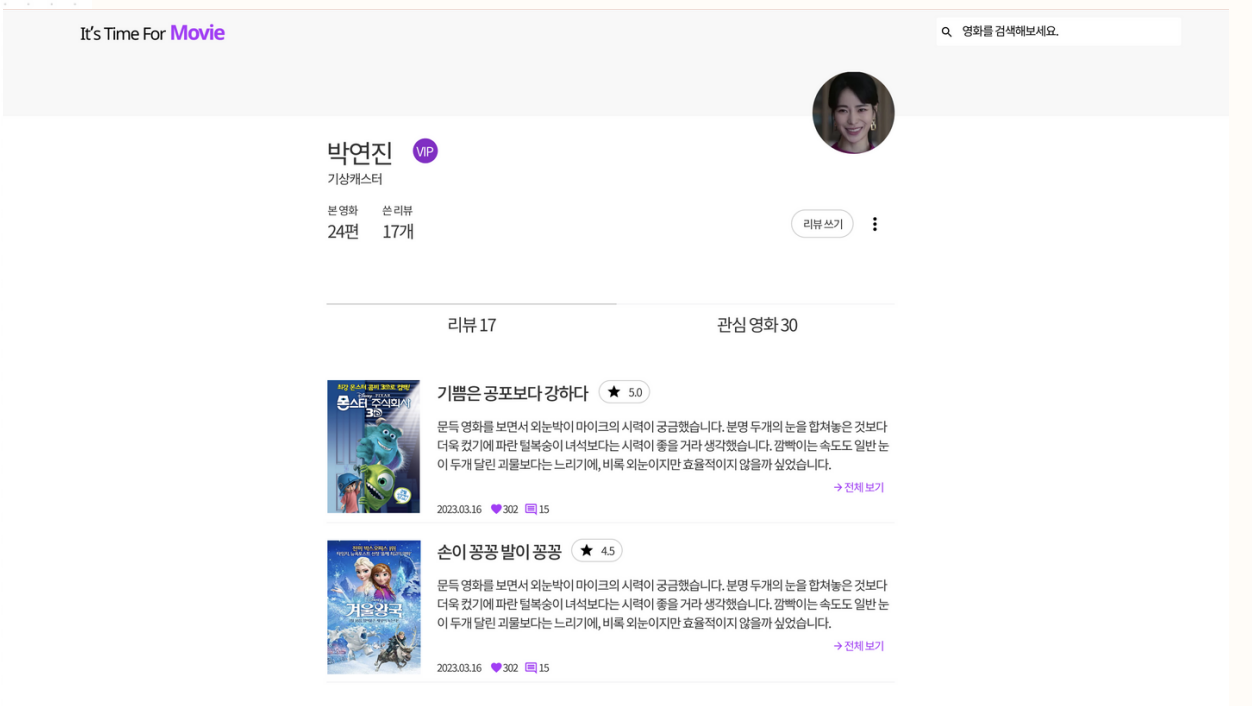 It's Time For Movie
영화를 검색해보세요.
박연진 VIP
기상캐스터
본 영화 쓴 리뷰
24편 17개
리뷰 쓰기
리뷰 17 관심 영화 30
최강 몬스터 콤비 3D로 컴백!
Disney PIXAR
몬스터 주식회사
3D
기쁨은 공포보다 강하다 5.0
문득 영화를 보면서 외눈박이 마이크의 시력이 궁금했습니다. 분명 두개의 눈을 합쳐놓은 것보다
더욱 컸기에 파란 털복숭이 녀석보다는 시력이 좋을 거라 생각했습니다. 깜빡이는 속도도 일반 눈
이 두개 달린 괴물보다는 느리기에, 비록 외눈이지만 효율적이지 않을까 싶었습니다.
→ 전체 보기
2023.03.16 302 15
겨울왕국
손이 꽁꽁 발이 꽁꽁 4.5
문득 영화를 보면서 외눈박이 마이크의 시력이 궁금했습니다. 분명 두개의 눈을 합쳐놓은 것보다
더욱 컸기에 파란 털복숭이 녀석보다는 시력이 좋을 거라 생각했습니다. 깜빡이는 속도도 일반 눈
이 두개 달린 괴물보다는 느리기에, 비록 외눈이지만 효율적이지 않을까 싶었습니다.
→ 전체 보기
2023.03.16 302 15